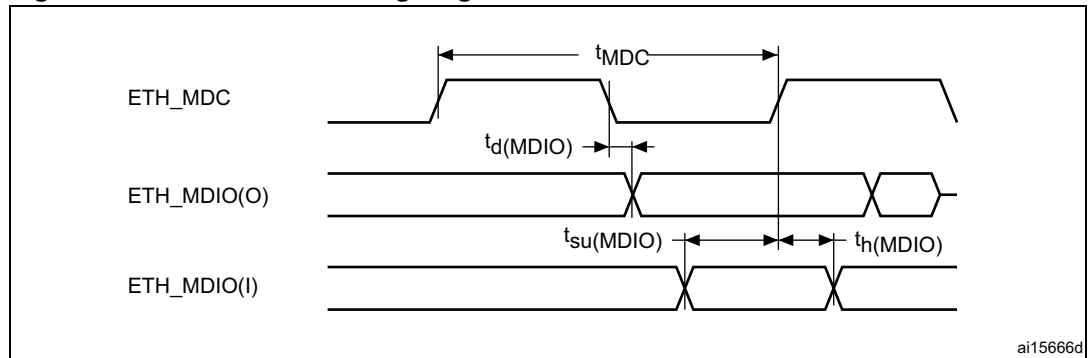 tMDC
ETH_MDC
td(MDIO)
ETH_MDIO(O)
tsu(MDIO)
th(MDIO)
ETH_MDIO(I)
ai15666d